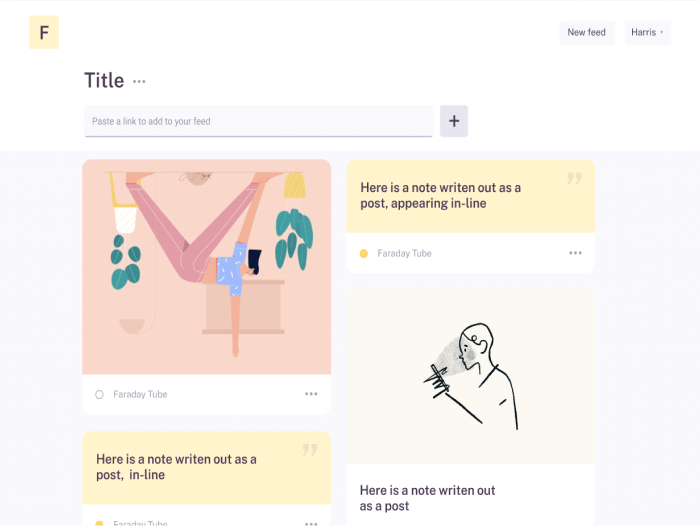 F
New feed
Harris
Title
Paste a link to add to your feed
+
Faraday Tube
Here is a note writen out as a
post, in-line
Faraday Tube
Here is a note writen out as a
post, appearing in-line
Faraday Tube
Here is a note writen out
as a post